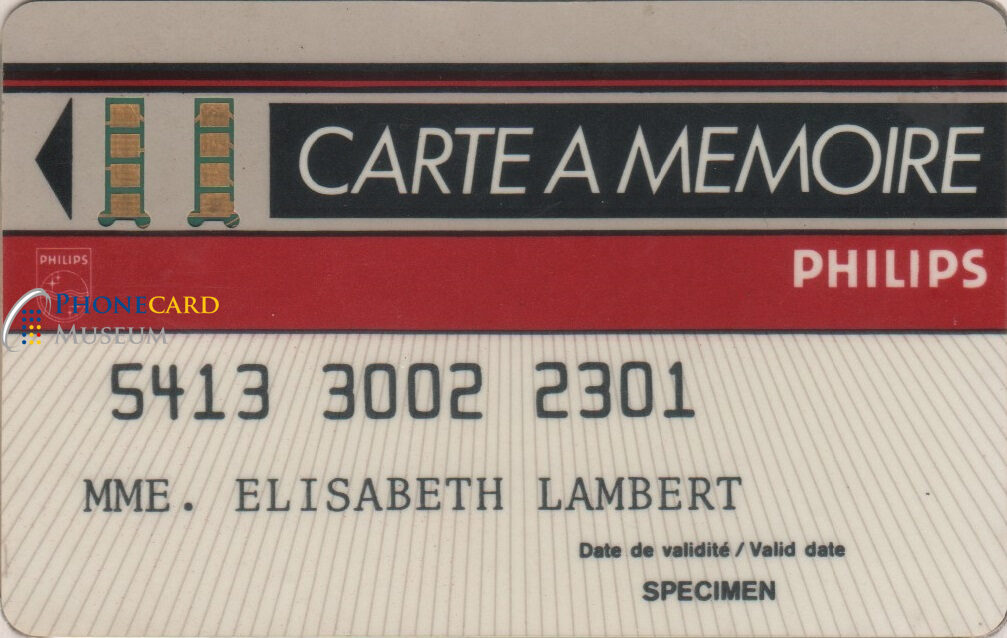 CARTE A MEMOIRE
PHILIPS
PHILIPS
PHONECARD
MUSEUM
5413 3002 2301
MME. ELISABETH LAMBERT
Date de validité / Valid date
SPECIMEN